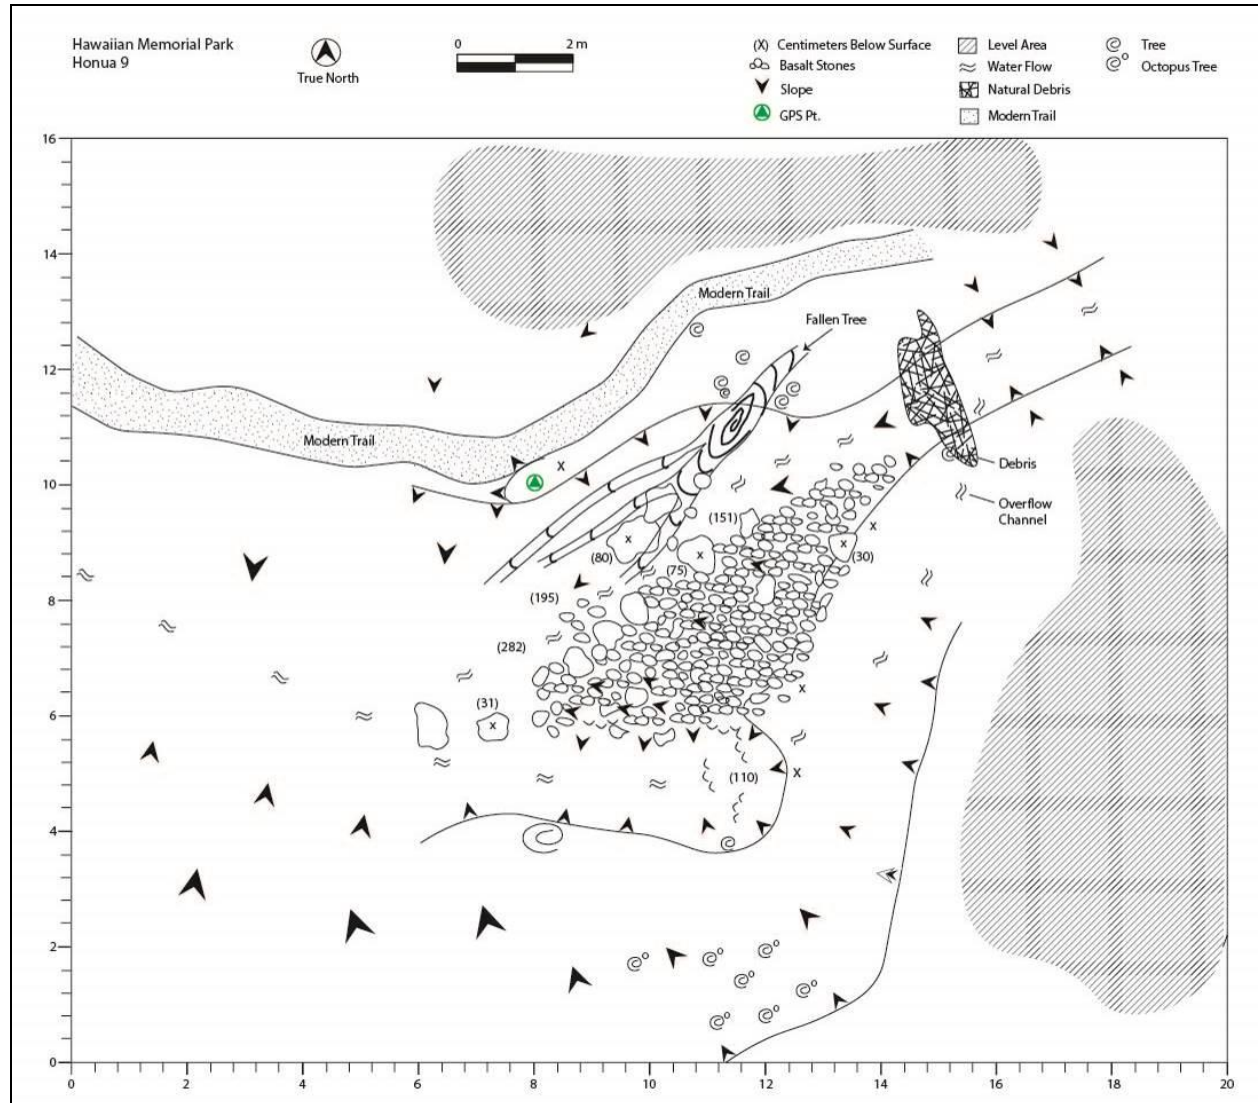 Hawaiian Memorial Park
Honua 9
True North
0 2 m
(X) Centimeters Below Surface
Basalt Stones
Slope
GPS Pt.
Level Area
Water Flow
Natural Debris
Modern Trail
Tree
Octopus Tree
16
14
12
10
8
6
4
2
0
Modern Trail
Fallen Tree
Modern Trail
x
Debris
Overflow
Channel
(151)
x
x
(80)
x
x
(75)
(30)
(195)
(282)
x
(31)
x
(110)
x
0 2 4 6 8 10 12 14 16 18 20